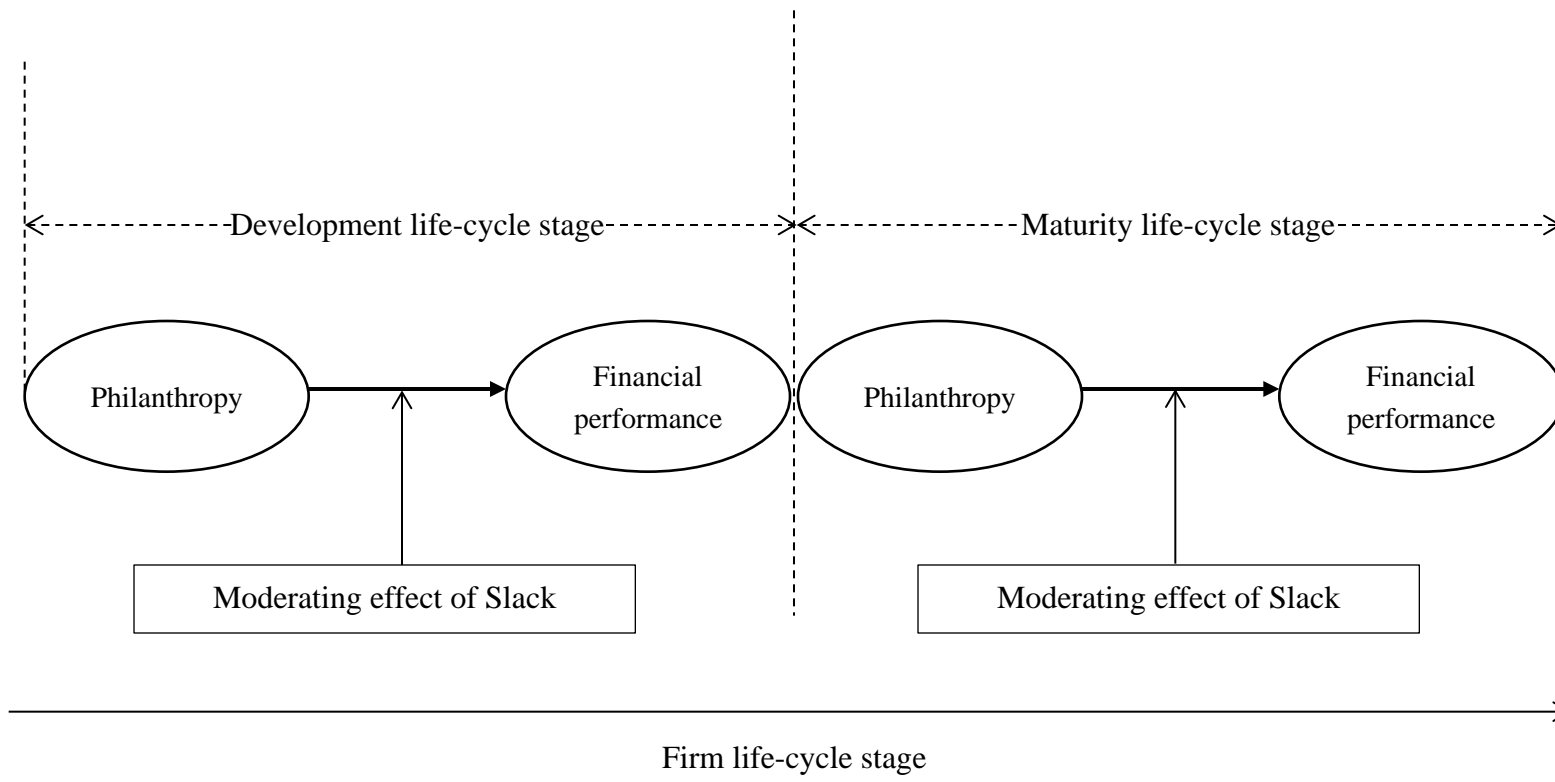 Development life-cycle stage
Maturity life-cycle stage
Philanthropy
Financial
performance
Philanthropy
Financial
performance
Moderating effect of Slack
Moderating effect of Slack
Firm life-cycle stage